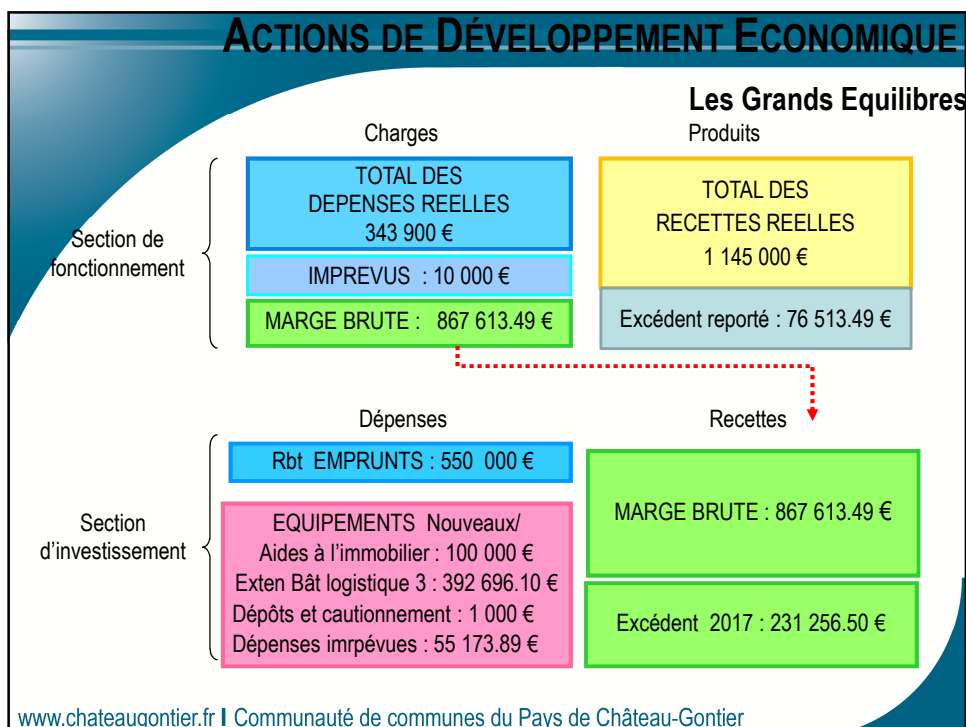 ACTIONS DE DÉVELOPPEMENT ECONOMIQUE
Les Grands Equilibres
Charges
Produits
Section de
fonctionnement
TOTAL DES
DEPENSES REELLES
343 900 €
IMPREVUS : 10 000 €
MARGE BRUTE : 867 613.49 €
TOTAL DES
RECETTES REELLES
1 145 000 €
Excédent reporté : 76 513.49 €
Dépenses
Recettes
Section
d’investissement
Rbt EMPRUNTS : 550 000 €
EQUIPEMENTS Nouveaux/
Aides à l’immobilier : 100 000 €
Exten Bât logistique 3 : 392 696.10 €
Dépôts et cautionnement : 1 000 €
Dépenses imrpévues : 55 173.89 €
MARGE BRUTE : 867 613.49 €
Excédent 2017 : 231 256.50 €
www.chateaugontier.fr I Communauté de communes du Pays de Château-Gontier